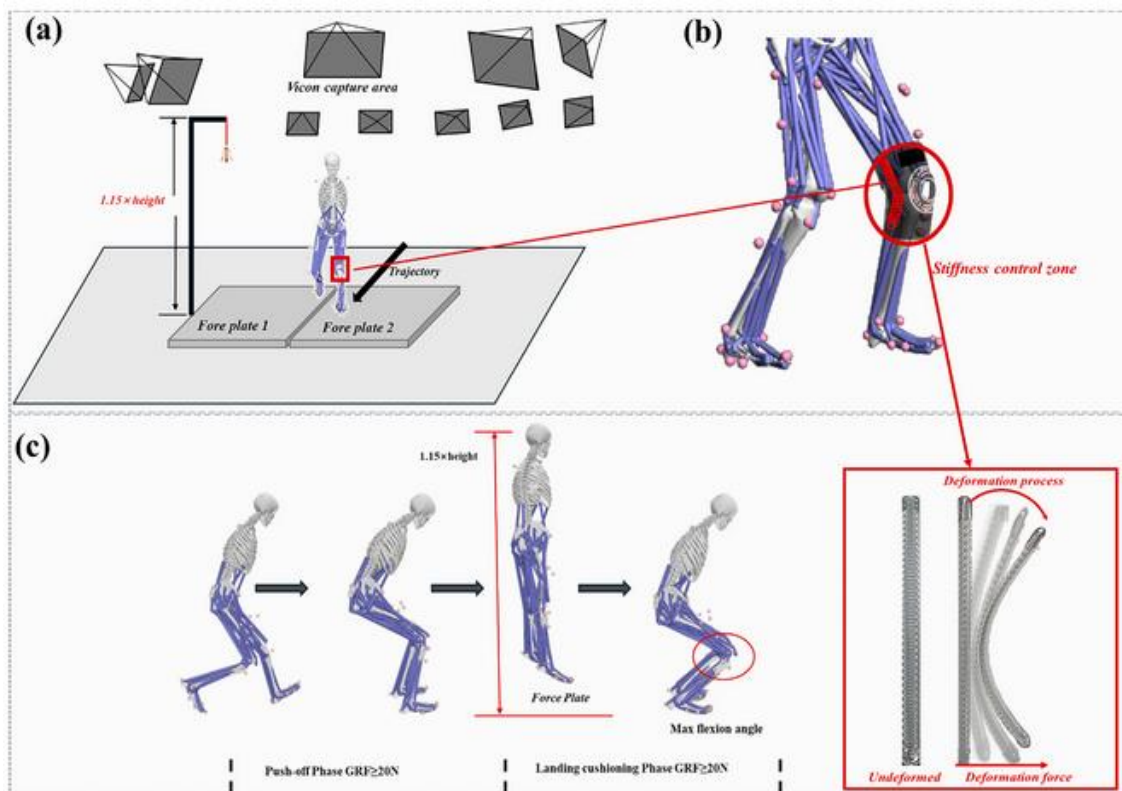 (a)
Vicon capture area
1.15×height
Trajectory
Fore plate 1
Fore plate 2
(b)
Stiffness control zone
(c)
1.15×height
Force Plate
Max flexion angle
Push-off Phase GRF≥20N
Landing cushioning Phase GRF≥20N
Deformation process
Undeformed
Deformation force